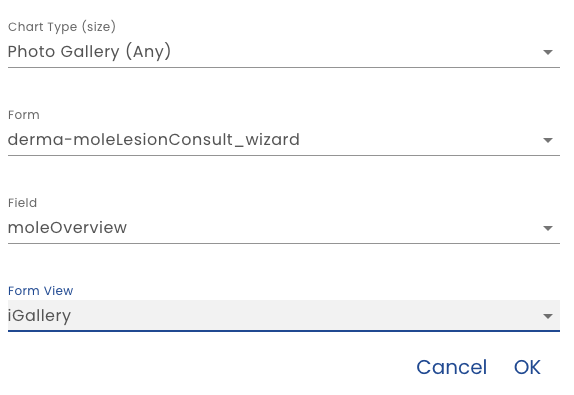 Chart Type (size)
Photo Gallery (Any)
Form
derma-moleLesionConsult_wizard
Field
moleOverview
Form View
iGallery
Cancel OK